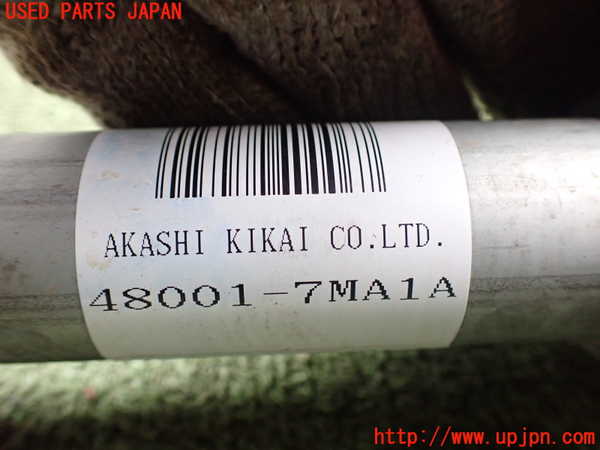 USED PARTS JAPAN
AKASHI KIKAI CO.LTD.
48001-7MA1A
http://www.upjpn.com/